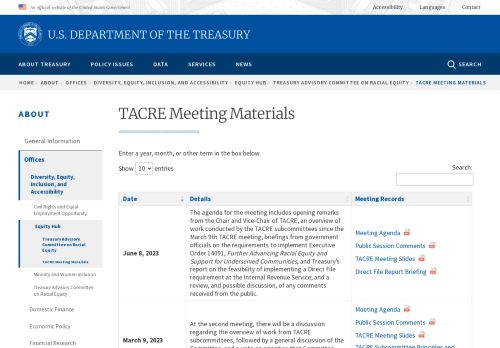 An official website of the United States Government
Accessibility Languages Contact
U.S. DEPARTMENT OF THE TREASURY
ABOUT TREASURY POLICY ISSUES DATA SERVICES NEWS SEARCH
HOME › ABOUT › OFFICES › DIVERSITY, EQUITY, INCLUSION, AND ACCESSIBILITY › EQUITY HUB › TREASURY ADVISORY COMMITTEE ON RACIAL EQUITY › TACRE MEETING MATERIALS
ABOUT
General Information
Offices
Diversity, Equity,
Inclusion, and
Accessibility
Civil Rights and Equal
Employment Opportunity
Equity Hub
Treasury Advisory
Committee on Racial
Equity
TACRE Meeting Materials
Minority and Women Inclusion
Treasury Advisory Committee
on Racial Equity
Domestic Finance
Economic Policy
Financial Research
TACRE Meeting Materials
Enter a year, month, or other term in the box below.
Show 10 entries
Search:
Date Details Meeting Records
June 8, 2023
The agenda for the meeting includes opening remarks
from the Chair and Vice-Chair of TACRE, an overview of
work conducted by the TACRE subcommittees since the
March 9th TACRE meeting; briefings from government
officials on the requirements to implement Executive
Order 14091, Further Advancing Racial Equity and
Support for Underserved Communities, and Treasury's
report on the feasibility of implementing a Direct File
requirement at the Internal Revenue Service; and a
review, and possible discussion, of any comments
received from the public.
Meeting Agenda
Public Session Comments
TACRE Meeting Slides
Direct File Report Briefing
March 9, 2023
At the second meeting, there will be a discussion
regarding the overview of work from TACRE
subcommittees, followed by a general discussion of the
Meeting Agenda
Public Session Comments
TACRE Meeting Slides
TACRE Subcommittee Principles and